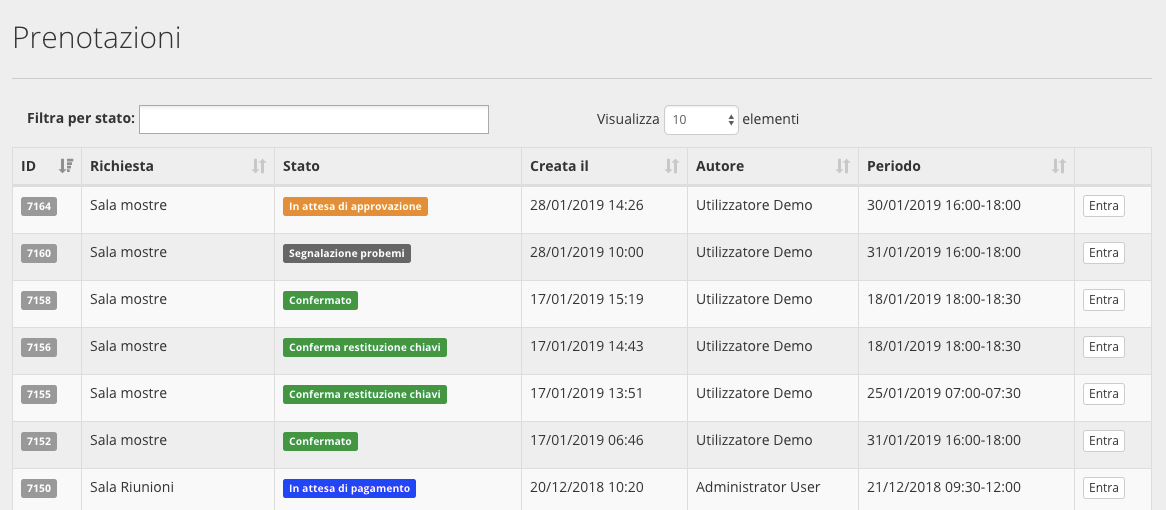 Prenotazioni
Filtra per stato: Visualizza 10 elementi
ID Richiesta Stato Creata il Autore Periodo
7164 Sala mostre In attesa di approvazione 28/01/2019 14:26 Utilizzatore Demo 30/01/2019 16:00-18:00 Entra
7160 Sala mostre Segnalazione probemi 28/01/2019 10:00 Utilizzatore Demo 31/01/2019 16:00-18:00 Entra
7158 Sala mostre Confermato 17/01/2019 15:19 Utilizzatore Demo 18/01/2019 18:00-18:30 Entra
7156 Sala mostre Conferma restituzione chiavi 17/01/2019 14:43 Utilizzatore Demo 18/01/2019 18:00-18:30 Entra
7155 Sala mostre Conferma restituzione chiavi 17/01/2019 13:51 Utilizzatore Demo 25/01/2019 07:00-07:30 Entra
7152 Sala mostre Confermato 17/01/2019 06:46 Utilizzatore Demo 31/01/2019 16:00-18:00 Entra
7150 Sala Riunioni In attesa di pagamento 20/12/2018 10:20 Administrator User 21/12/2018 09:30-12:00 Entra